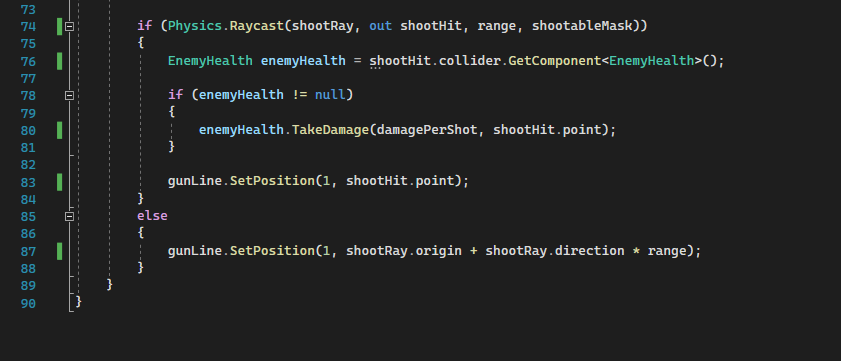 73
74 if (Physics.Raycast(shootRay, out shootHit, range, shootableMask))
75 {
76 EnemyHealth enemyHealth = shootHit.collider.GetComponent<EnemyHealth>();
77
78 if (enemyHealth != null)
79 {
80 enemyHealth.TakeDamage(damagePerShot, shootHit.point);
81 }
82
83 gunLine.SetPosition(1, shootHit.point);
84 }
85 else
86 {
87 gunLine.SetPosition(1, shootRay.origin + shootRay.direction * range);
88 }
89 }
90 }